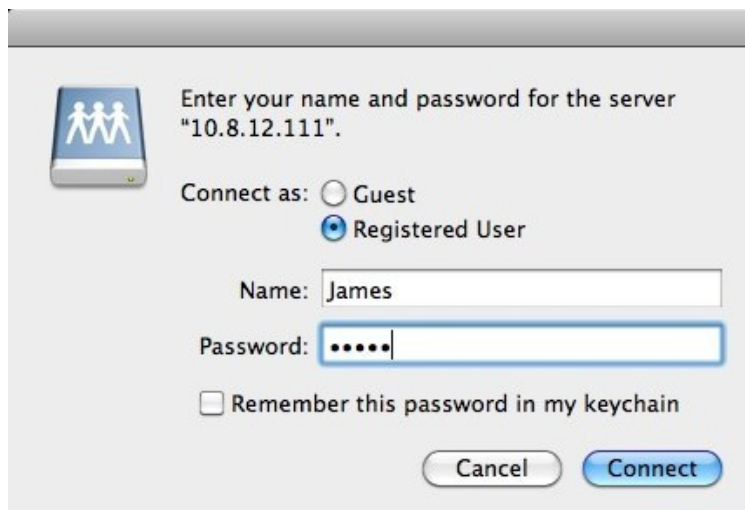 Enter your name and password for the server
“10.8.12.111”.
Connect as: Guest
Registered User
Name: James
Password: •••••
Remember this password in my keychain
Cancel Connect